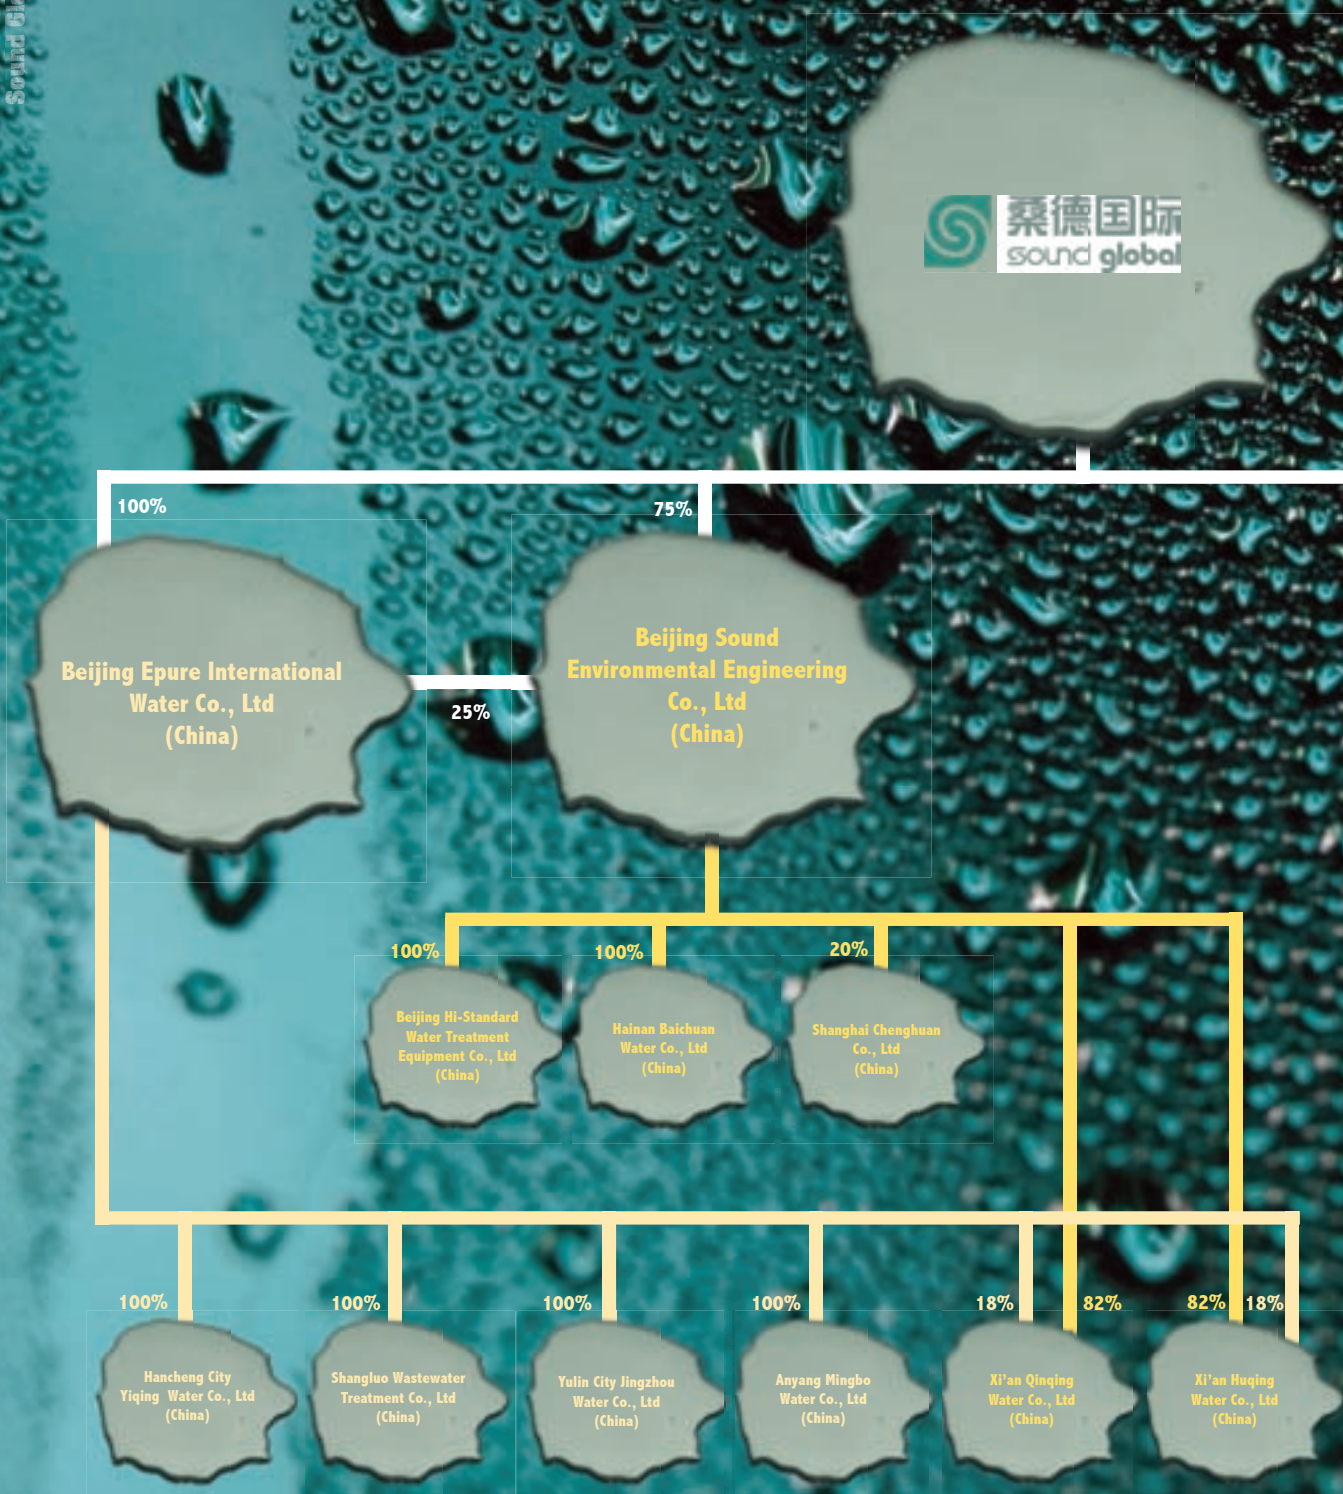 桑德国际
sound global
100%
75%
Beijing Epure International
Water Co., Ltd
(China)
25%
Beijing Sound
Environmental Engineering
Co., Ltd
(China)
100%
100%
20%
Beijing Hi-Standard
Water Treatment
Equipment Co., Ltd
(China)
Hainan Baichuan
Water Co., Ltd
(China)
Shanghai Chenghuan
Co., Ltd
(China)
100%
100%
100%
100%
18%
82%
82%
18%
Hancheng City
Yiqing Water Co., Ltd
(China)
Shangluo Wastewater
Treatment Co., Ltd
(China)
Yulin City Jingzhou
Water Co., Ltd
(China)
Anyang Mingbo
Water Co., Ltd
(China)
Xi'an Qinqing
Water Co., Ltd
(China)
Xi'an Huqing
Water Co., Ltd
(China)
Sound